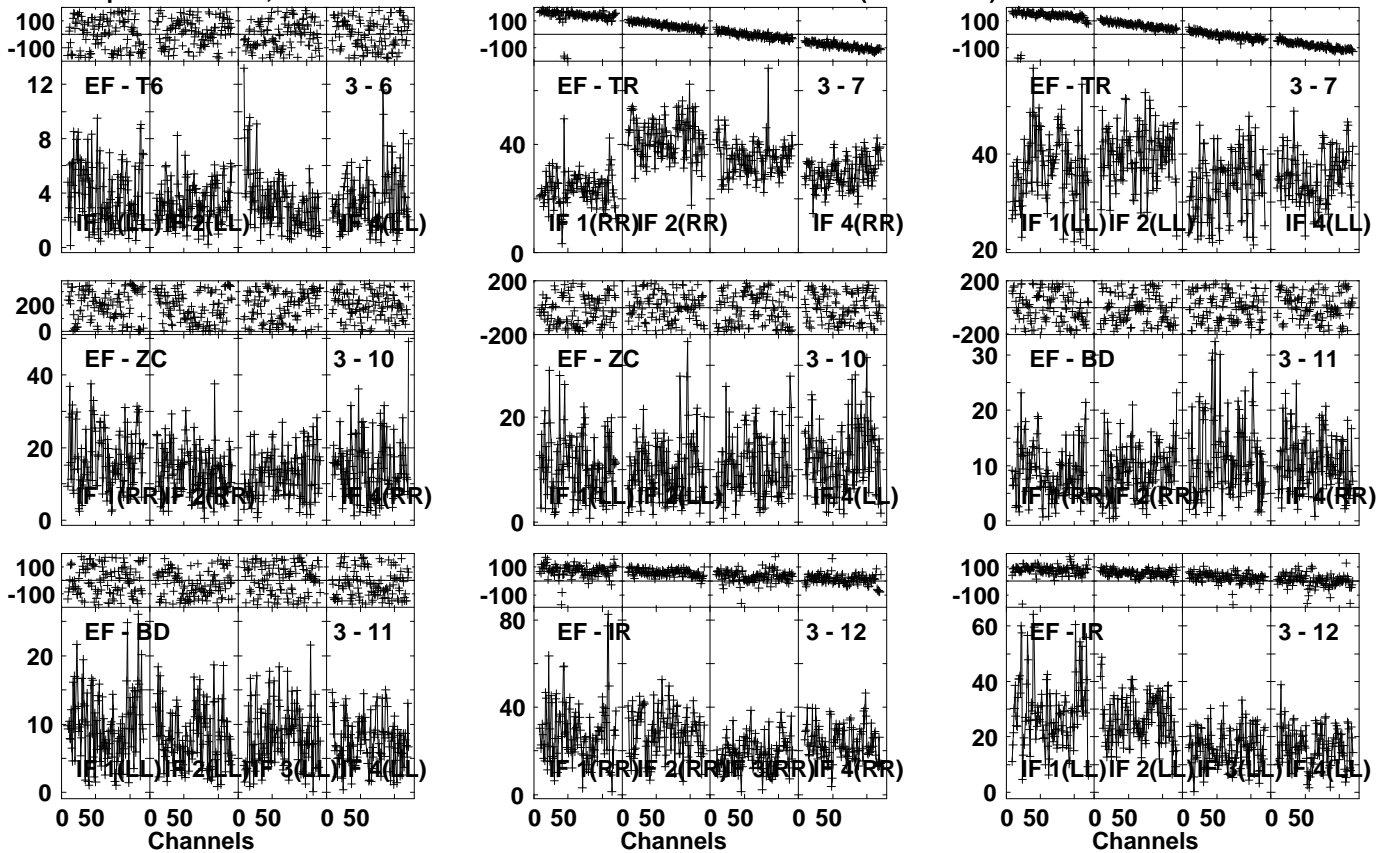 100
-100
12
8
4
0
EF - T6
3 - 6
IF 1(LL)
IF 2(LL)
IF 4(LL)
100
-100
40
0
EF - TR
3 - 7
IF 1(RR)
IF 2(RR)
IF 4(RR)
100
-100
40
20
EF - TR
3 - 7
IF 1(LL)
IF 2(LL)
IF 4(LL)
200
0
40
20
0
EF - ZC
3 - 10
IF 1(RR)
IF 2(RR)
IF 4(RR)
200
-200
20
0
EF - ZC
3 - 10
IF 1(LL)
IF 2(LL)
IF 4(LL)
200
-200
30
20
10
0
EF - BD
3 - 11
IF 1(RR)
IF 2(RR)
IF 4(RR)
100
-100
20
10
0
EF - BD
3 - 11
IF 1(LL)
IF 2(LL)
IF 3(LL)
IF 4(LL)
0 50 0 50 0 50 0 50
Channels
100
-100
80
40
0
EF - IR
3 - 12
IF 1(RR)
IF 2(RR)
IF 3(RR)
IF 4(RR)
0 50 0 50 0 50 0 50
Channels
100
-100
60
40
20
0
EF - IR
3 - 12
IF 1(LL)
IF 2(LL)
IF 3(LL)
IF 4(LL)
0 50 0 50 0 50 0 50
Channels